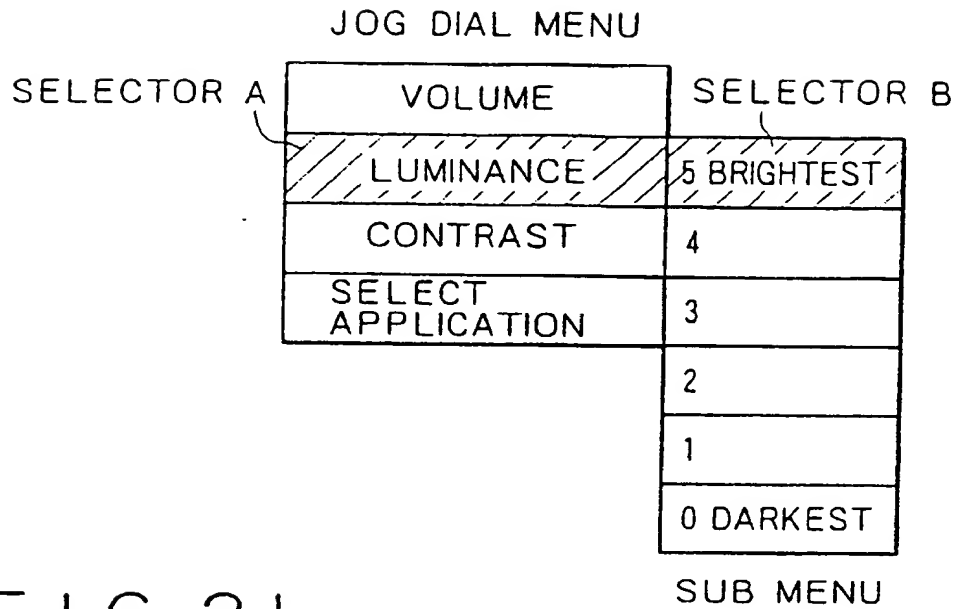 JOG DIAL MENU
SELECTOR A
VOLUME
SELECTOR B
LUMINANCE
5 BRIGHTEST
CONTRAST
4
SELECT
APPLICATION
3
2
1
0 DARKEST
SUB MENU